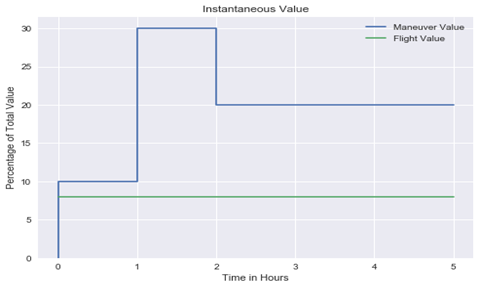 Instantaneous Value
Maneuver Value
Flight Value
Percentage of Total Value
30
25
20
15
10
5
0
0 1 2 3 4 5
Time in Hours